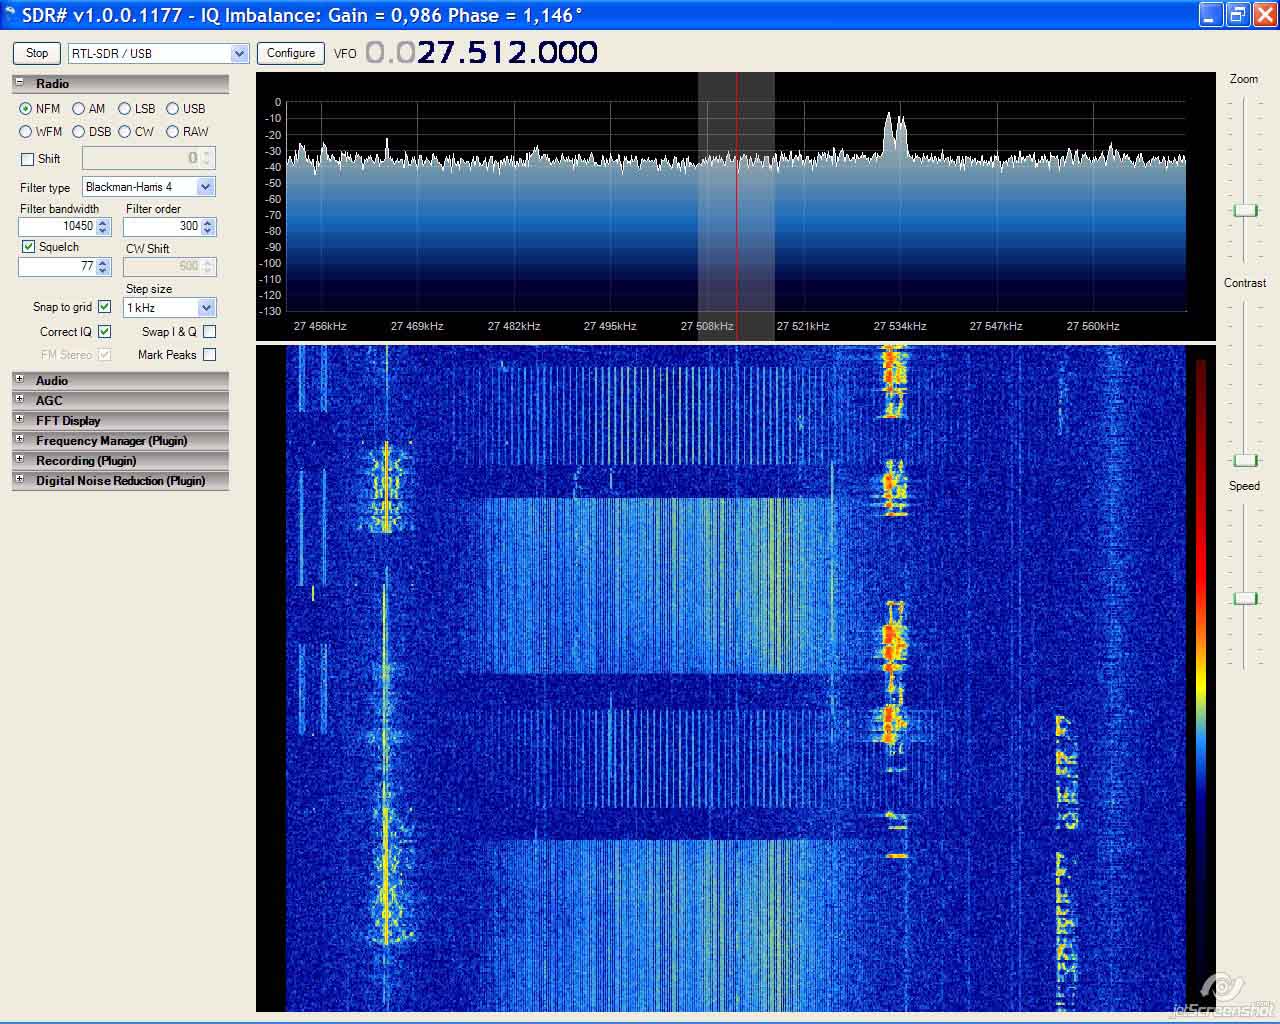 SDR# v1.0.0.1177 - IQ Imbalance: Gain = 0,986 Phase = 1,146°
Stop
RTL-SDR / USB
Configure
VFO
0.027.512.000
Radio
NFM AM LSB USB
WFM DSB CW RAW
Shift 0
Filter type Blackman-Harris 4
Filter bandwidth Filter order
10450 300
Squelch CW Shift
77 600
Step size
Snap to grid 1 kHz
Correct IQ Swap I & Q
FM Stereo Mark Peaks
Audio
AGC
FFT Display
Frequency Manager (Plugin)
Recording (Plugin)
Digital Noise Reduction (Plugin)
0
-10
-20
-30
-40
-50
-60
-70
-80
-90
-100
-110
-120
-130
27 456kHz 27 469kHz 27 482kHz 27 495kHz 27 508kHz 27 521kHz 27 534kHz 27 547kHz 27 560kHz
Zoom
Contrast
Speed
jetScreenshot